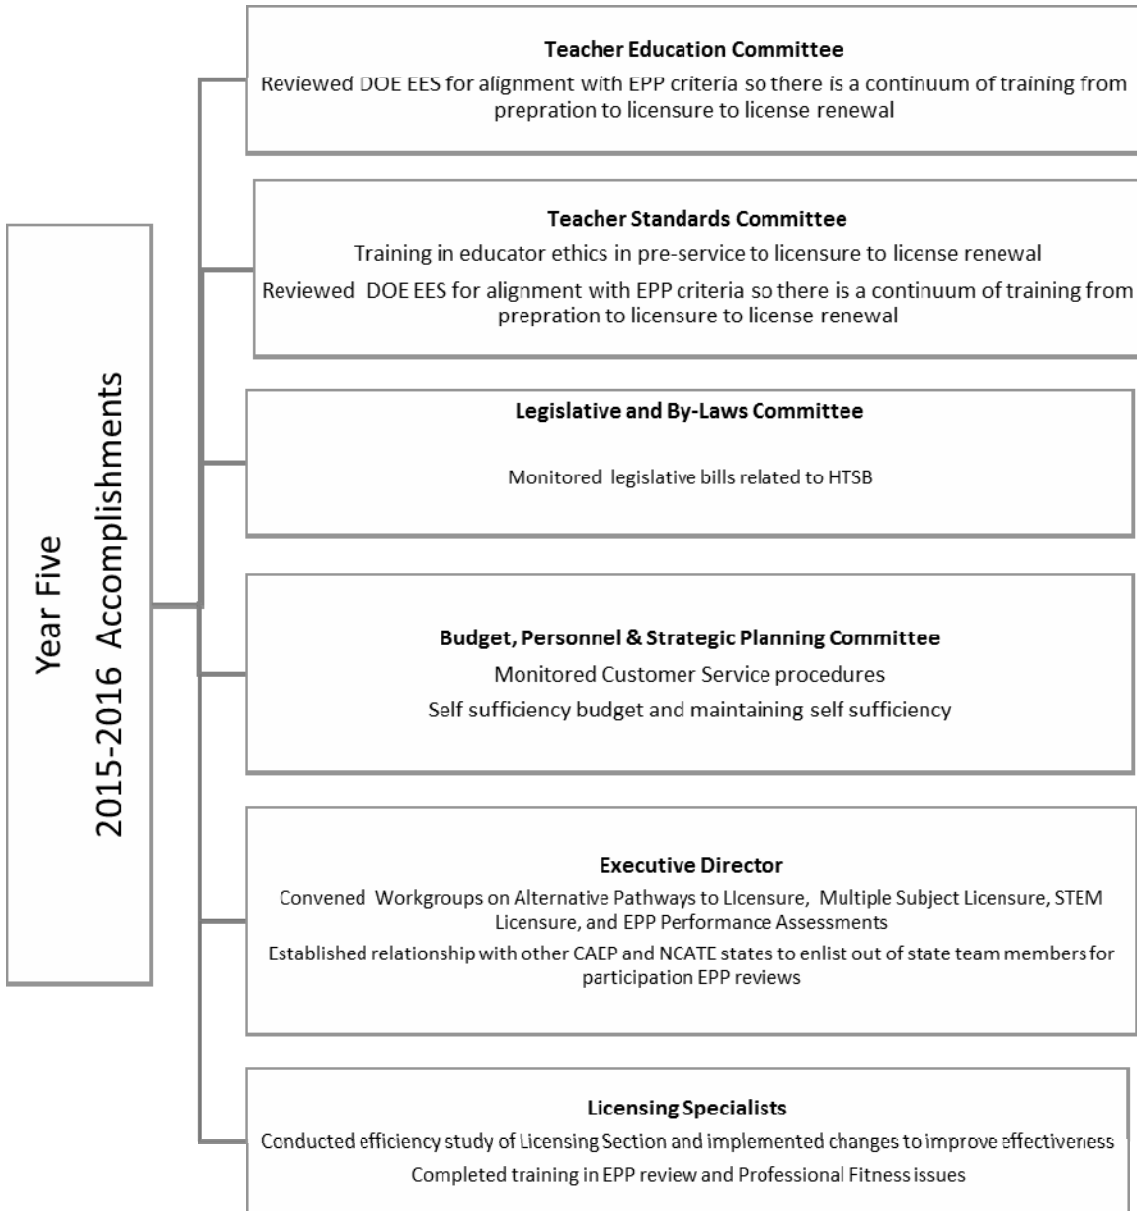 Year Five
2015-2016 Accomplishments
Teacher Education Committee
Reviewed DOE EES for alignment with EPP criteria so there is a continuum of training from
prepration to licensure to license renewal
Teacher Standards Committee
Training in educator ethics in pre-service to licensure to license renewal
Reviewed DOE EES for alignment with EPP criteria so there is a continuum of training from
prepration to licensure to license renewal
Legislative and By-Laws Committee
Monitored legislative bills related to HTSB
Budget, Personnel & Strategic Planning Committee
Monitored Customer Service procedures
Self sufficiency budget and maintaining self sufficiency
Executive Director
Convened Workgroups on Alternative Pathways to LIcensure, Multiple Subject Licensure, STEM
Licensure, and EPP Performance Assessments
Established relationship with other CAEP and NCATE states to enlist out of state team members for
participation EPP reviews
Licensing Specialists
Conducted efficiency study of Licensing Section and implemented changes to improve effectiveness
Completed training in EPP review and Professional Fitness issues